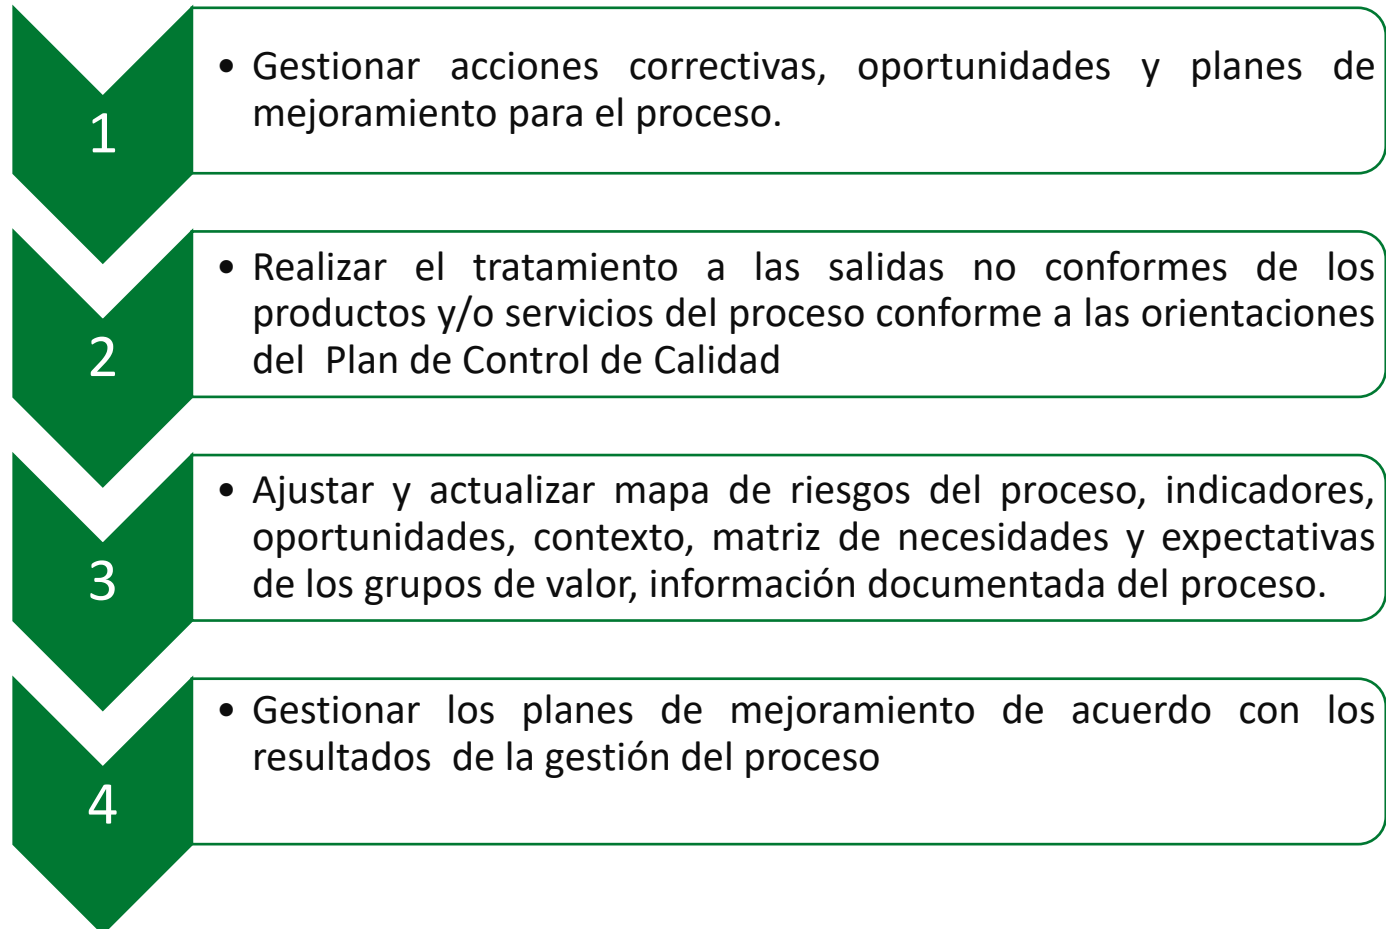 1
• Gestionar acciones correctivas, oportunidades y planes de
mejoramiento para el proceso.
2
• Realizar el tratamiento a las salidas no conformes de los
productos y/o servicios del proceso conforme a las orientaciones
del  Plan de Control de Calidad
3
• Ajustar y actualizar mapa de riesgos del proceso, indicadores,
oportunidades, contexto, matriz de necesidades y expectativas
de los grupos de valor, información documentada del proceso.
4
• Gestionar los planes de mejoramiento de acuerdo con los
resultados  de la gestión del proceso